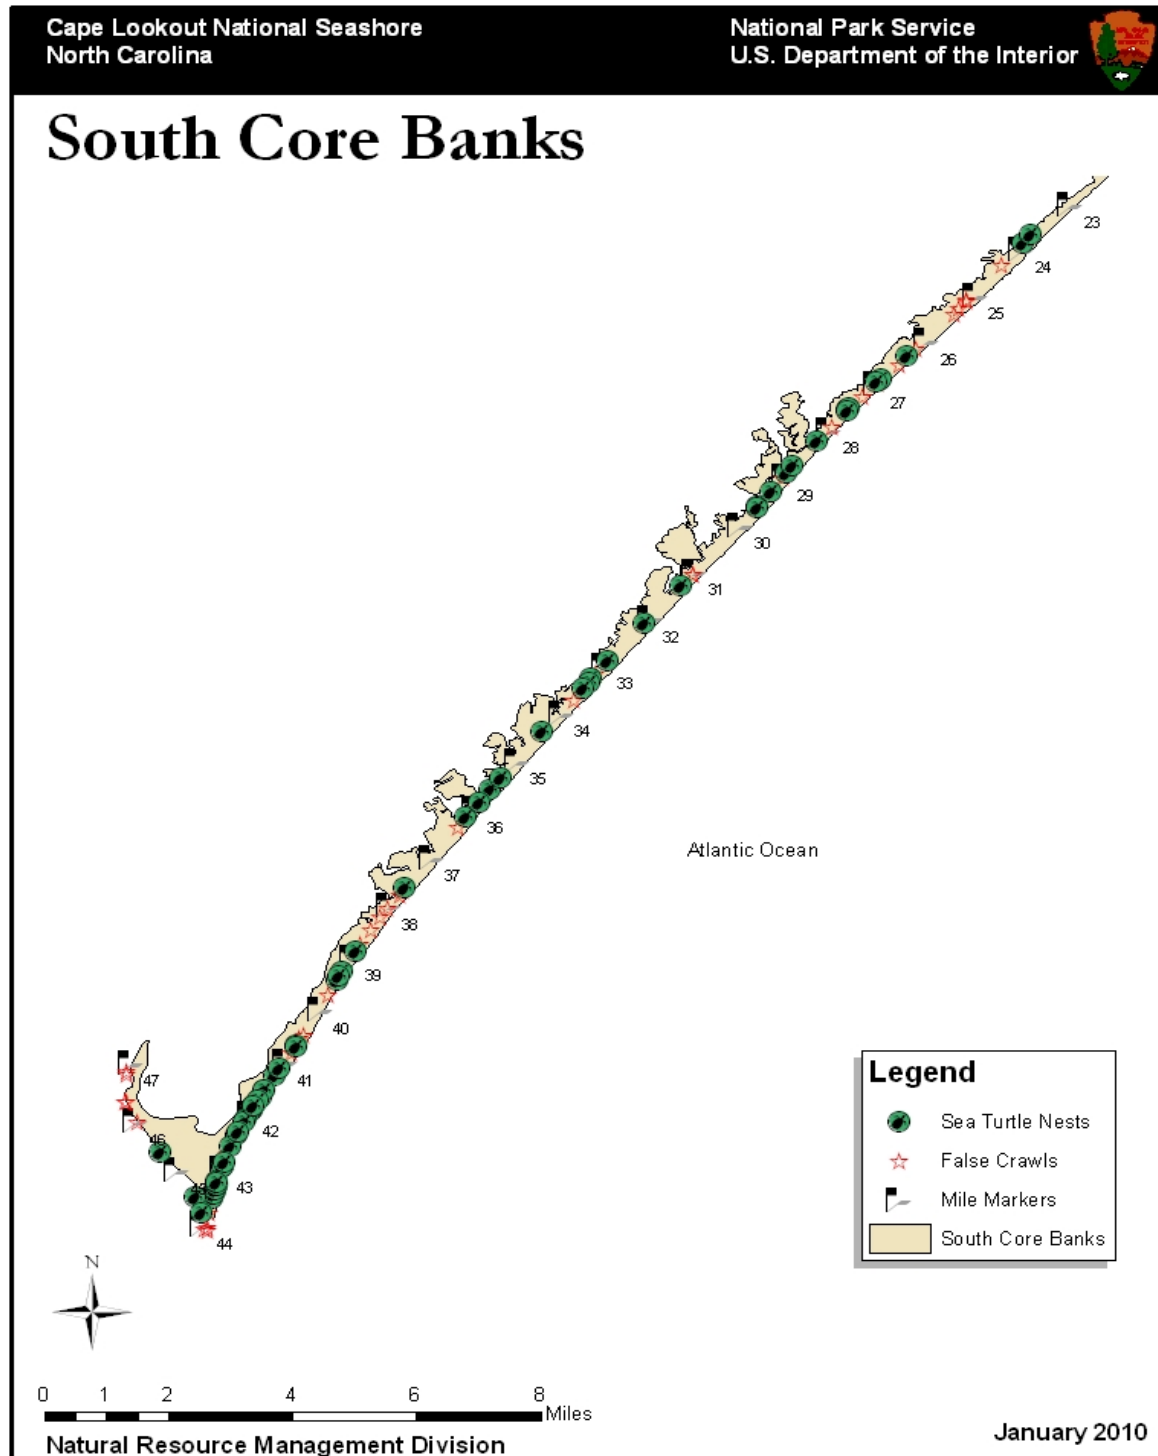 Cape Lookout National Seashore
North Carolina
National Park Service
U.S. Department of the Interior
South Core Banks
23
24
25
26
27
28
29
30
31
32
33
34
35
36
Atlantic Ocean
37
38
39
40
41
47
42
46
43
45
44
Legend
Sea Turtle Nests
False Crawls
Mile Markers
South Core Banks
N
0 1 2 4 6 8
Miles
Natural Resource Management Division
January 2010